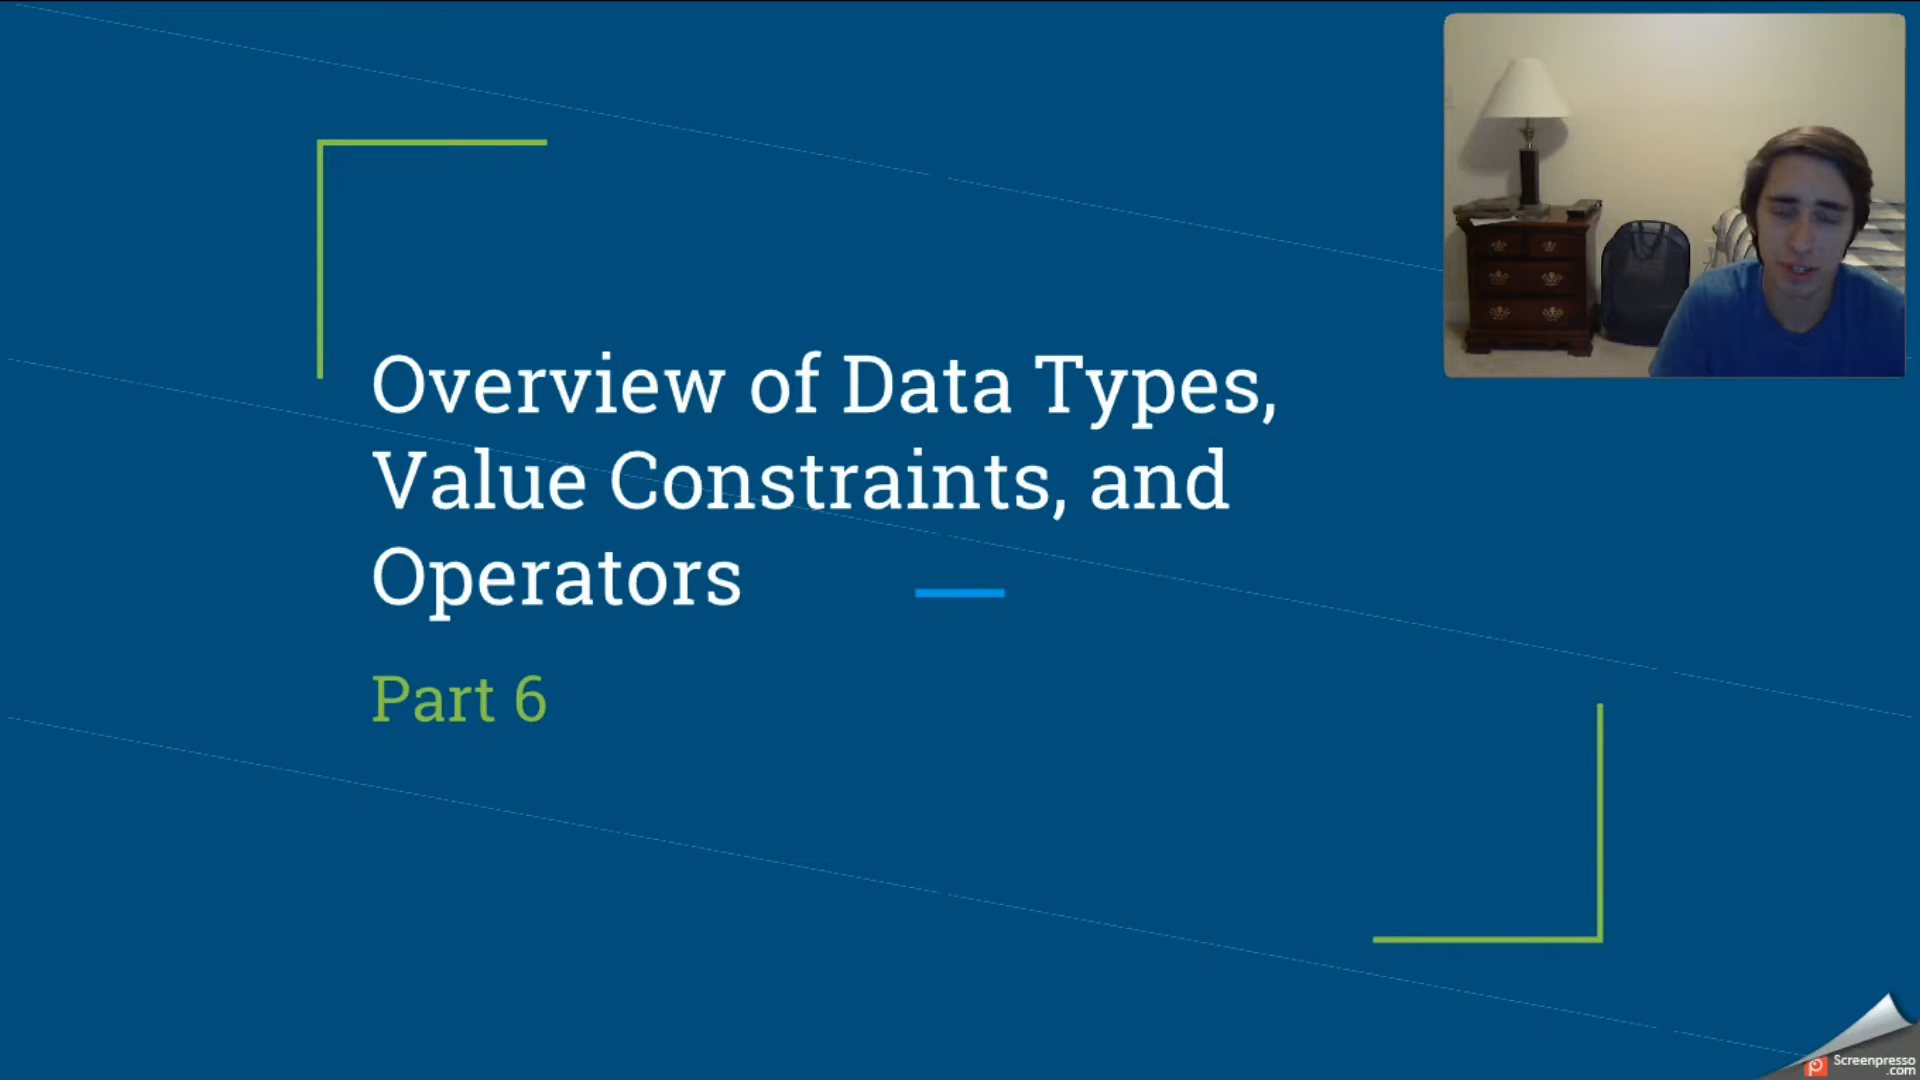 Overview of Data Types,
Value Constraints, and
Operators
Part 6
Screenpresso
.com